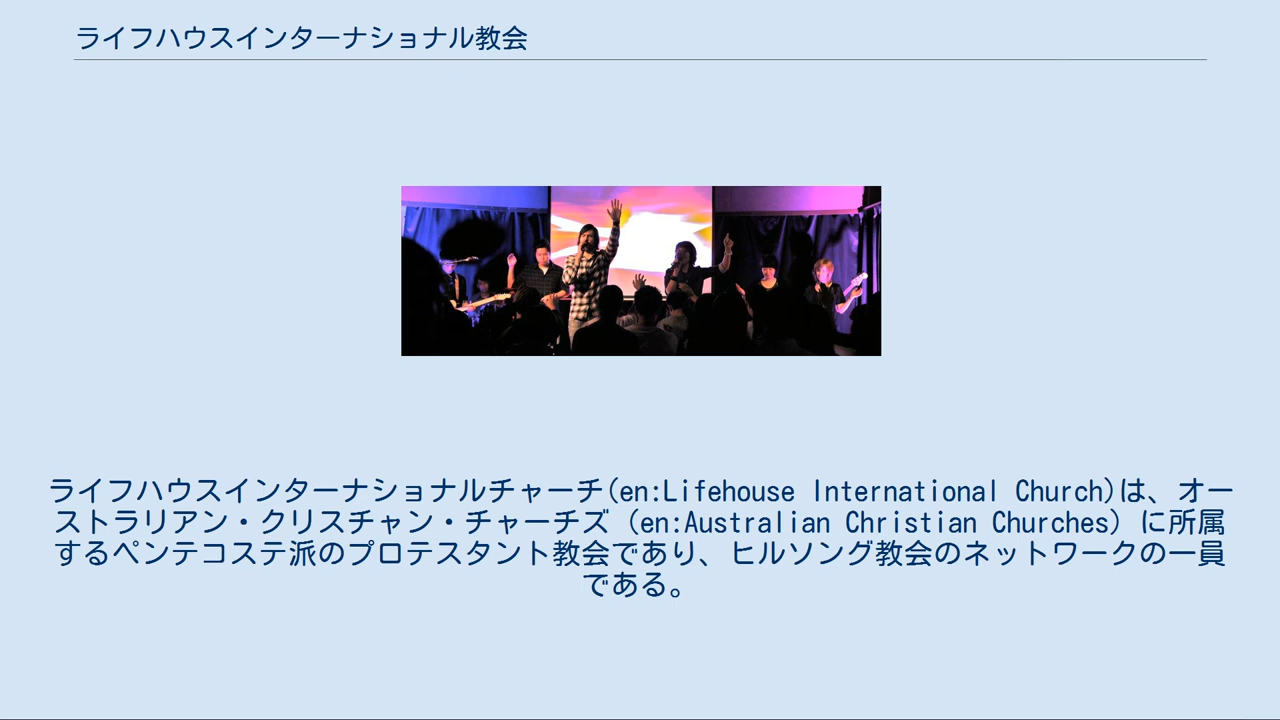 ライフハウスインターナショナル教会
ライフハウスインターナショナルチャーチ(en:Lifehouse International Church)は、オー
ストラリアン・クリスチャン・チャーチズ (en:Australian Christian Churches) に所属
するペンテコステ派のプロテスタント教会であり、ヒルソング教会のネットワークの一員
である。